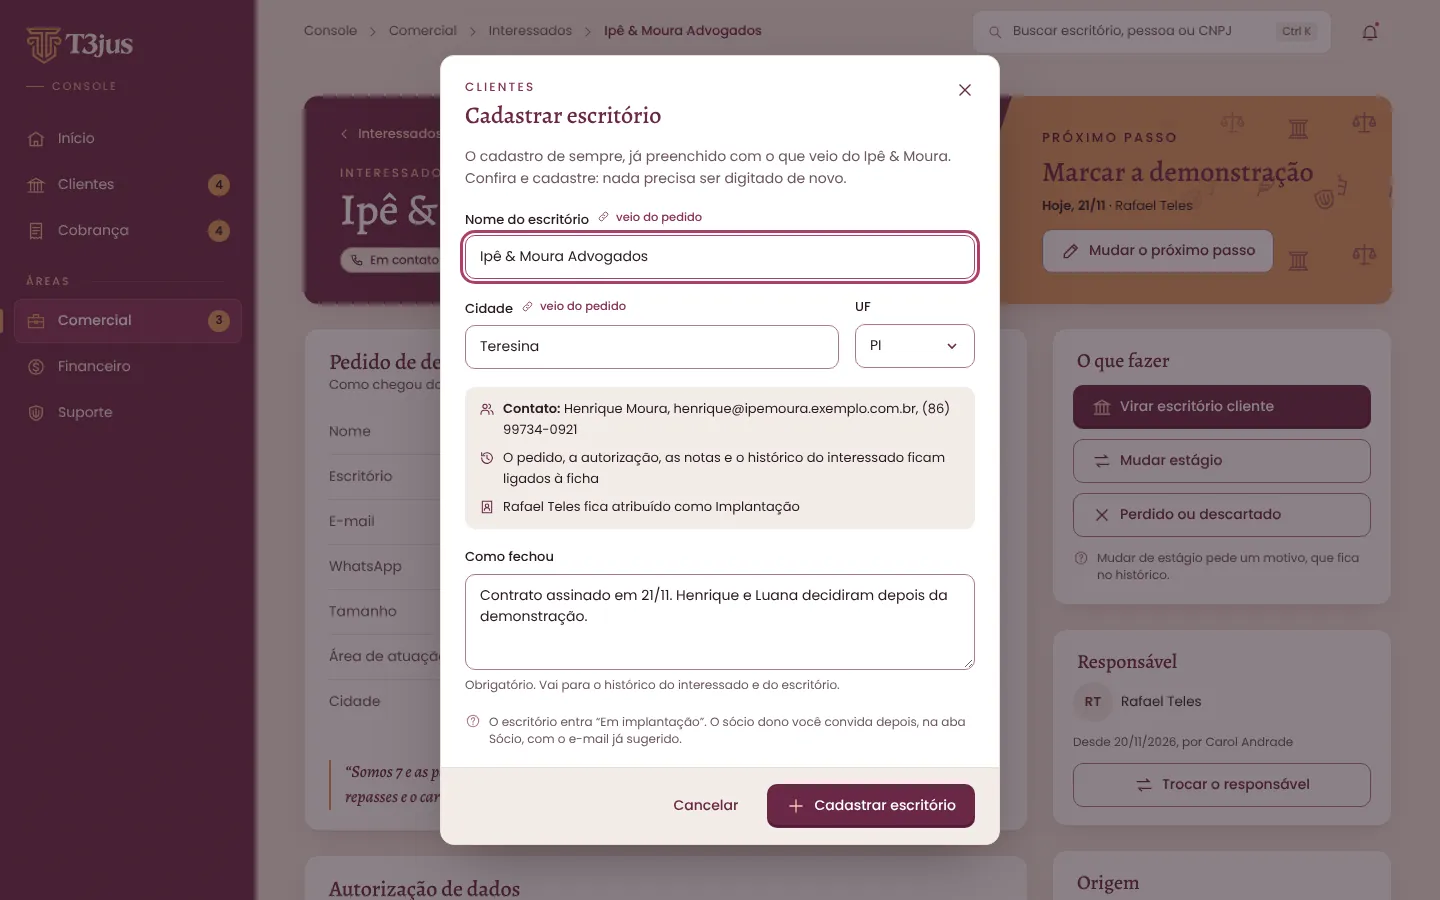 T3jus
CONSOLE
Início
Clientes 4
Cobrança 4
ÁREAS
Comercial 3
Financeiro
Suporte
Console > Comercial > Interessados > Ipê & Moura Advogados
Buscar escritório, pessoa ou CNPJ Ctrl K
Interessados
INTERESSADO
Ipê &
Em contato
PRÓXIMO PASSO
Marcar a demonstração
Hoje, 21/11 · Rafael Teles
Mudar o próximo passo
Pedido de de
Como chegou do
Nome
Escritório
E-mail
WhatsApp
Tamanho
Área de atuaçã
Cidade
“Somos 7 e as p
repasses e o car
Autorização de dados
CLIENTES
Cadastrar escritório
O cadastro de sempre, já preenchido com o que veio do Ipê & Moura.
Confira e cadastre: nada precisa ser digitado de novo.
Nome do escritório veio do pedido
Ipê & Moura Advogados
Cidade veio do pedido
UF
Teresina
PI
Contato: Henrique Moura, henrique@ipemoura.exemplo.com.br, (86)
99734-0921
O pedido, a autorização, as notas e o histórico do interessado ficam
ligados à ficha
Rafael Teles fica atribuído como Implantação
Como fechou
Contrato assinado em 21/11. Henrique e Luana decidiram depois da
demonstração.
Obrigatório. Vai para o histórico do interessado e do escritório.
O escritório entra “Em implantação”. O sócio dono você convida depois, na aba
Sócio, com o e-mail já sugerido.
Cancelar
Cadastrar escritório
O que fazer
Virar escritório cliente
Mudar estágio
Perdido ou descartado
Mudar de estágio pede um motivo, que fica
no histórico.
Responsável
RT Rafael Teles
Desde 20/11/2026, por Carol Andrade
Trocar o responsável
Origem